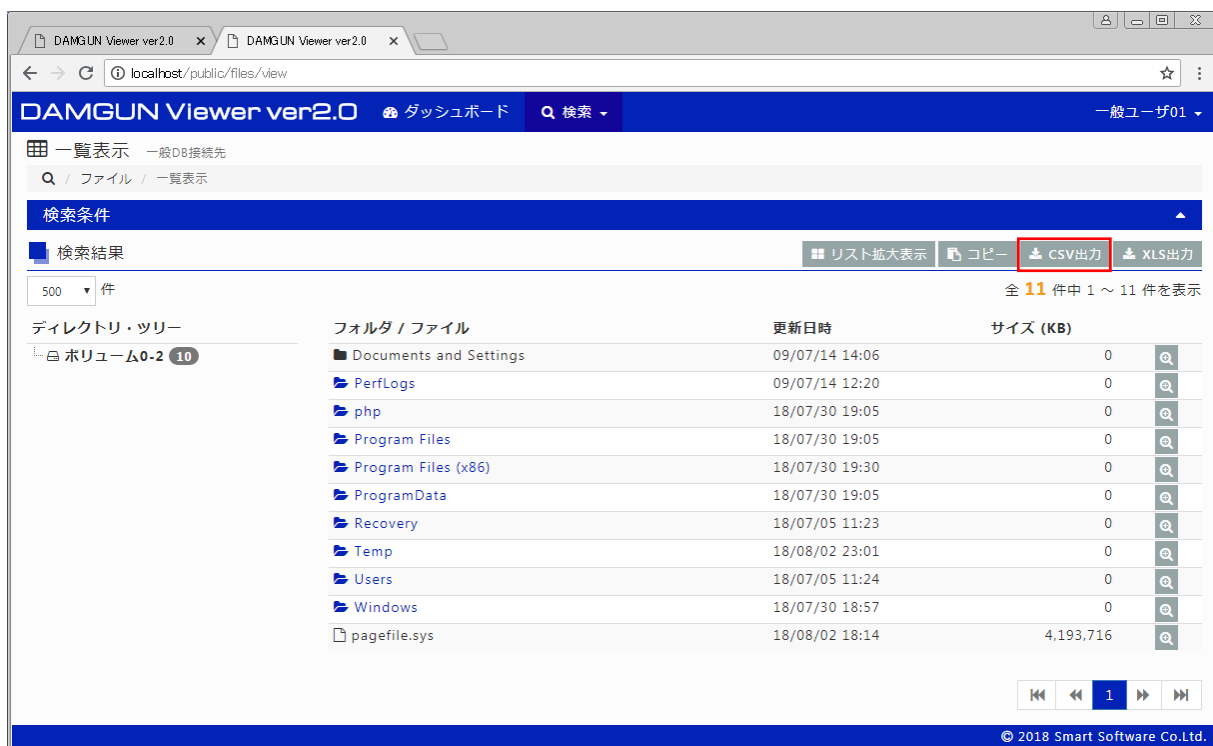 DAMGUN Viewer ver2.0 DAMGUN Viewer ver2.0
localhost/public/files/view
DAMGUN Viewer ver2.0 ダッシュボード 検索 一般ユーザ01
一覧表示 一般DB接続先
/ ファイル / 一覧表示
検索条件
検索結果 リスト拡大表示 コピー CSV出力 XLS出力
500 件 全 11 件中 1 ～ 11 件を表示
ディレクトリ・ツリー フォルダ / ファイル 更新日時 サイズ (KB)
ボリューム0-2 10 Documents and Settings 09/07/14 14:06 0
PerfLogs 09/07/14 12:20 0
php 18/07/30 19:05 0
Program Files 18/07/30 19:05 0
Program Files (x86) 18/07/30 19:30 0
ProgramData 18/07/30 19:05 0
Recovery 18/07/05 11:23 0
Temp 18/08/02 23:01 0
Users 18/07/05 11:24 0
Windows 18/07/30 18:57 0
pagefile.sys 18/08/02 18:14 4,193,716
1
© 2018 Smart Software Co.Ltd.